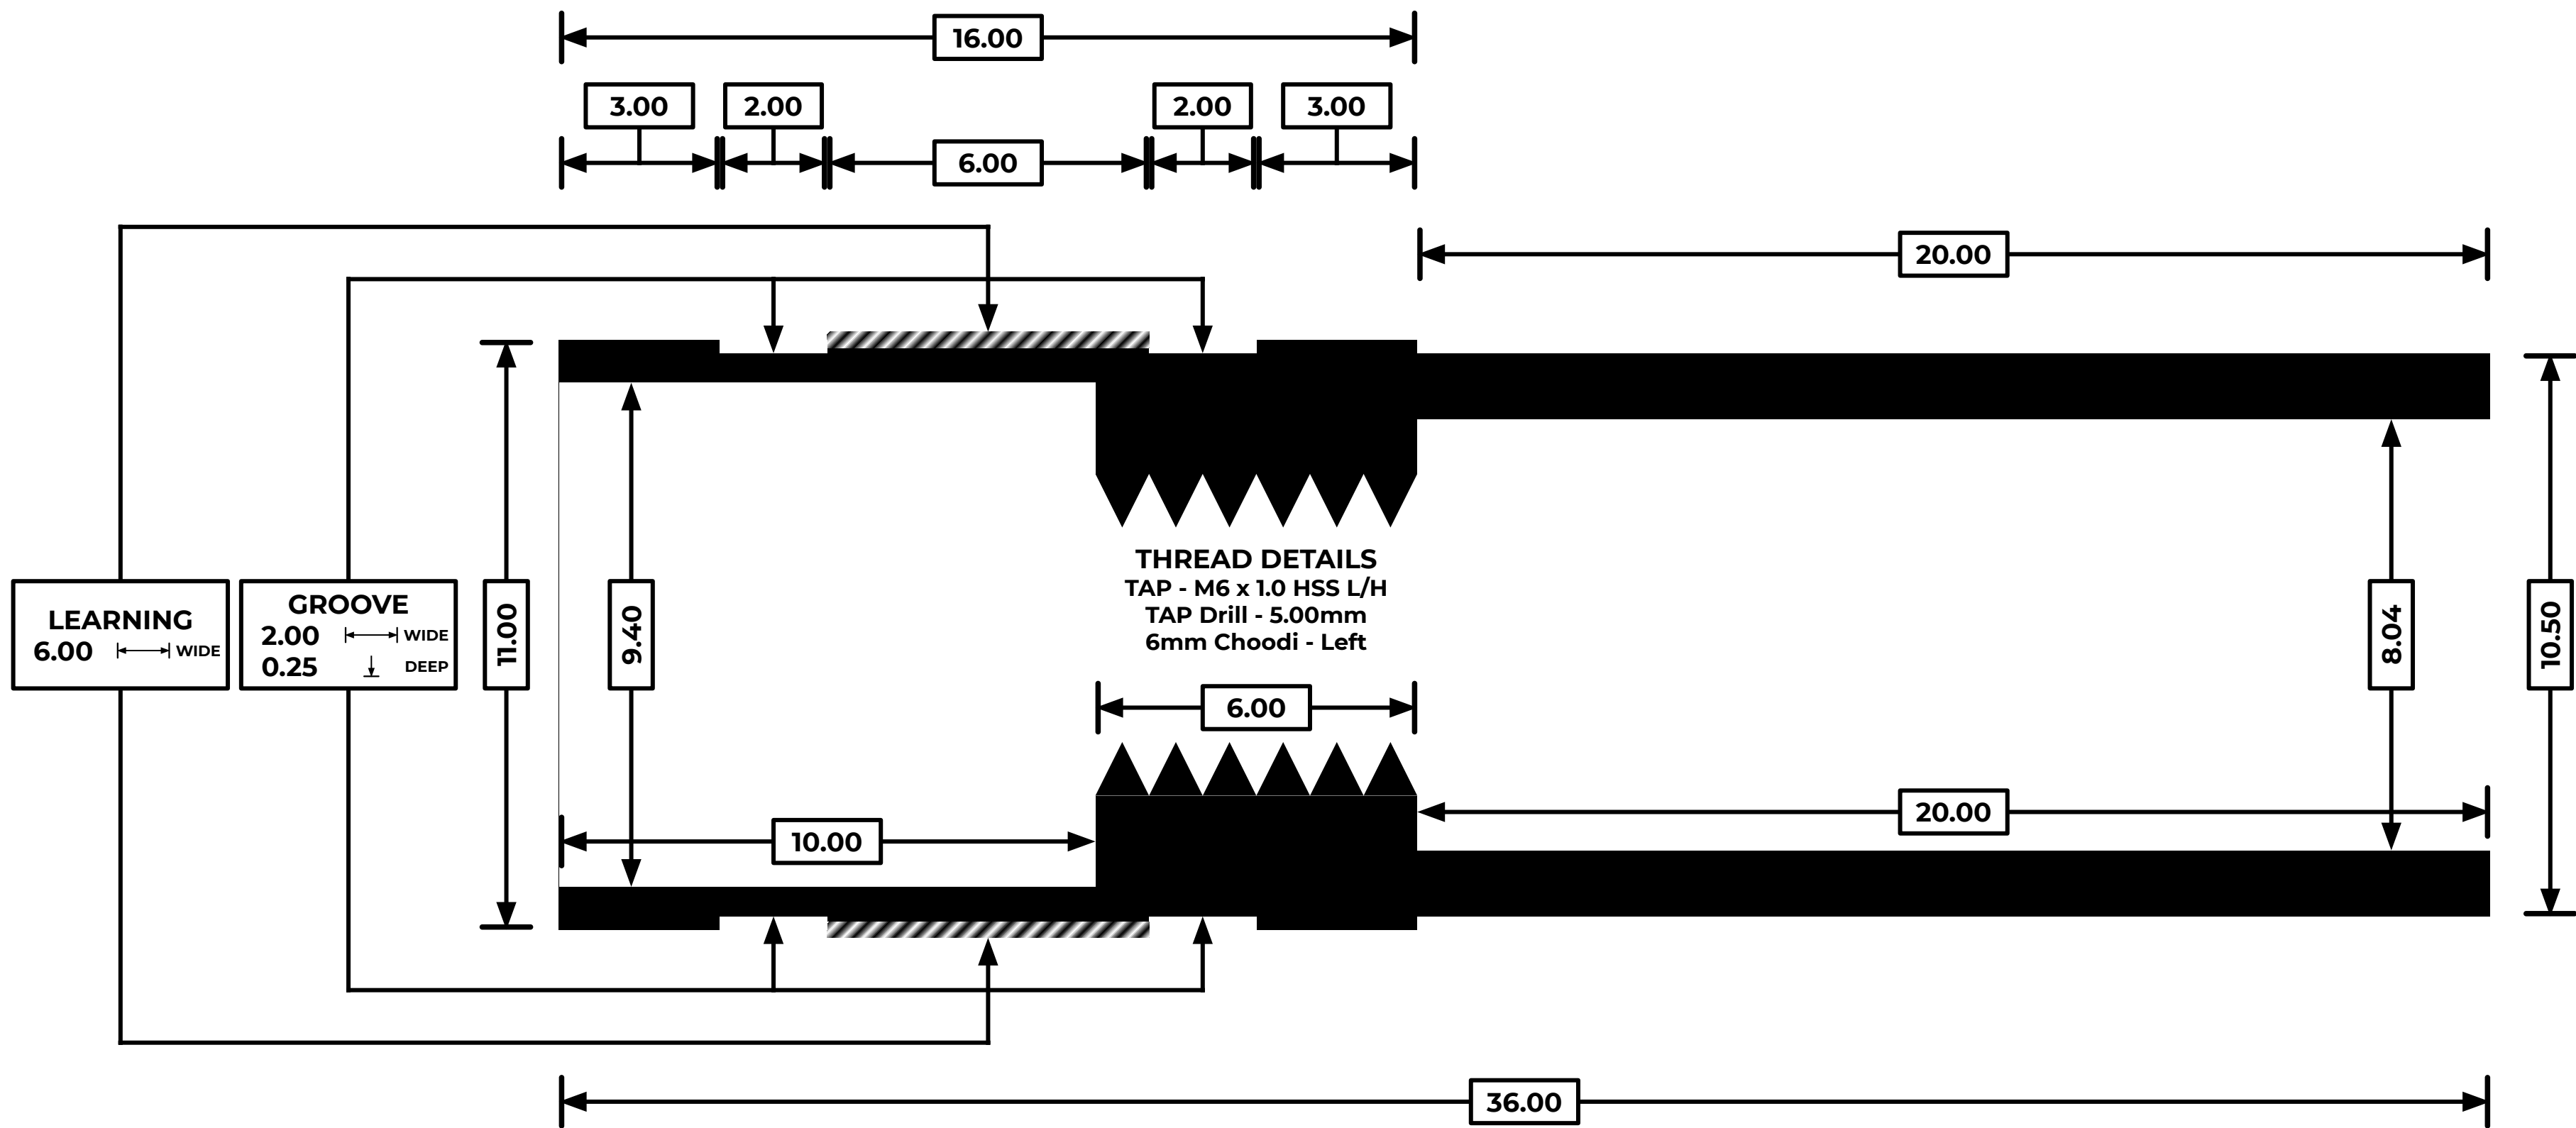 16.00
3.00
2.00
2.00
3.00
6.00
20.00
THREAD DETAILS
TAP - M6 x 1.0 HSS L/H
TAP Drill - 5.00mm
6mm Choodi - Left
LEARNING
6.00 WIDE
GROOVE
2.00 WIDE
0.25 DEEP
11.00
9.40
8.04
10.50
6.00
20.00
10.00
36.00